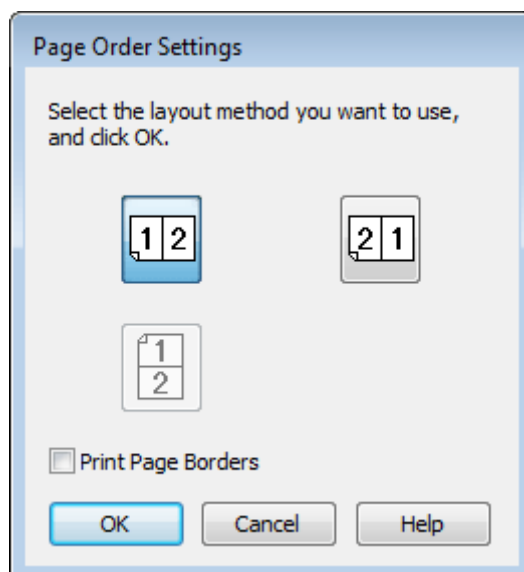 Page Order Settings
Select the layout method you want to use,
and click OK.
1 2
2 1
1
2
Print Page Borders
OK Cancel Help